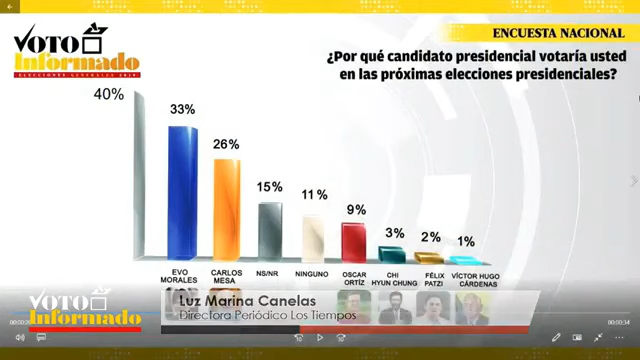 VOTO
Informado
ELECCIONES GENERALES 2019
ENCUESTA NACIONAL
¿Por qué candidato presidencial votaría usted
en las próximas elecciones presidenciales?
40%
33%
26%
15%
11%
9%
3%
2%
1%
EVO
MORALES
CARLOS
MESA
NS/NR
NINGUNO
OSCAR
ORTÍZ
CHI
HYUN CHUNG
FÉLIX
PATZI
VÍCTOR HUGO
CÁRDENAS
VOTO
Informado
Luz Marina Canelas
Directora Periódico Los Tiempos
0:00:34